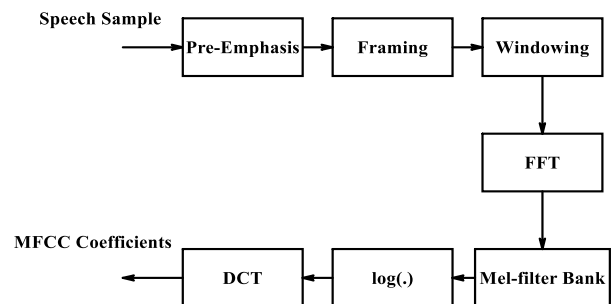 Speech Sample
Pre-Emphasis
Framing
Windowing
FFT
Mel-filter Bank
log(.)
DCT
MFCC Coefficients